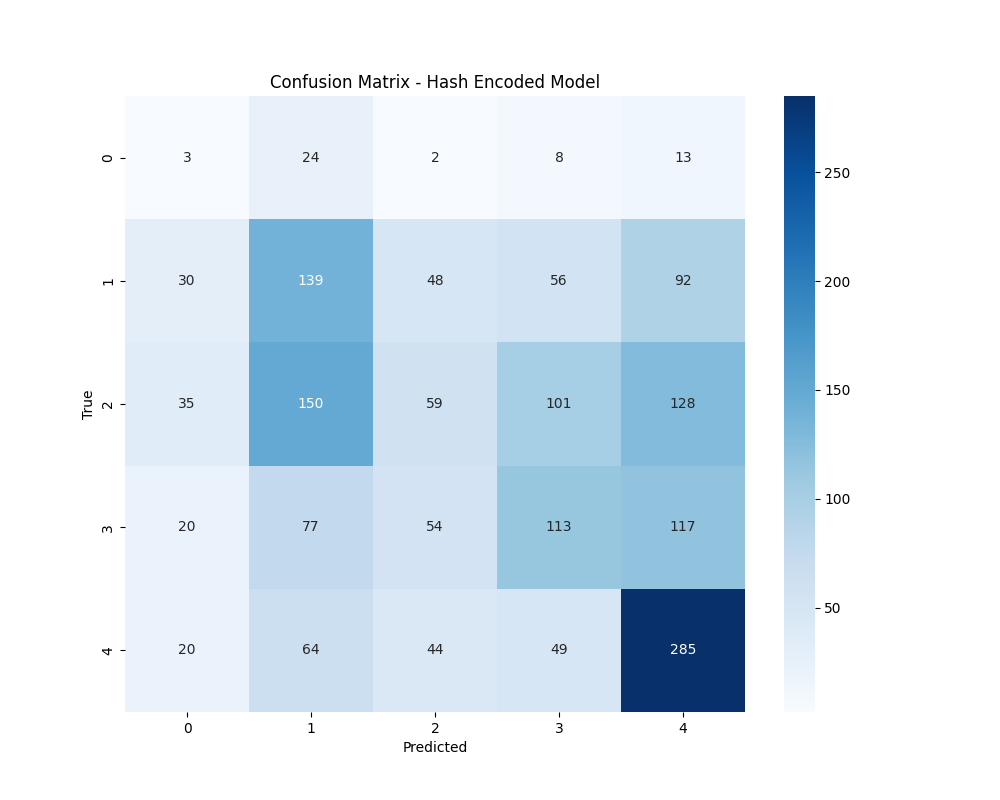 Confusion Matrix - Hash Encoded Model
True
0 3 24 2 8 13
1 30 139 48 56 92
2 35 150 59 101 128
3 20 77 54 113 117
4 20 64 44 49 285
0 1 2 3 4
Predicted
250
200
150
100
50